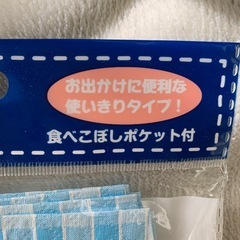 お出かけに便利な
使いきりタイプ！
食べこぼしポケット付